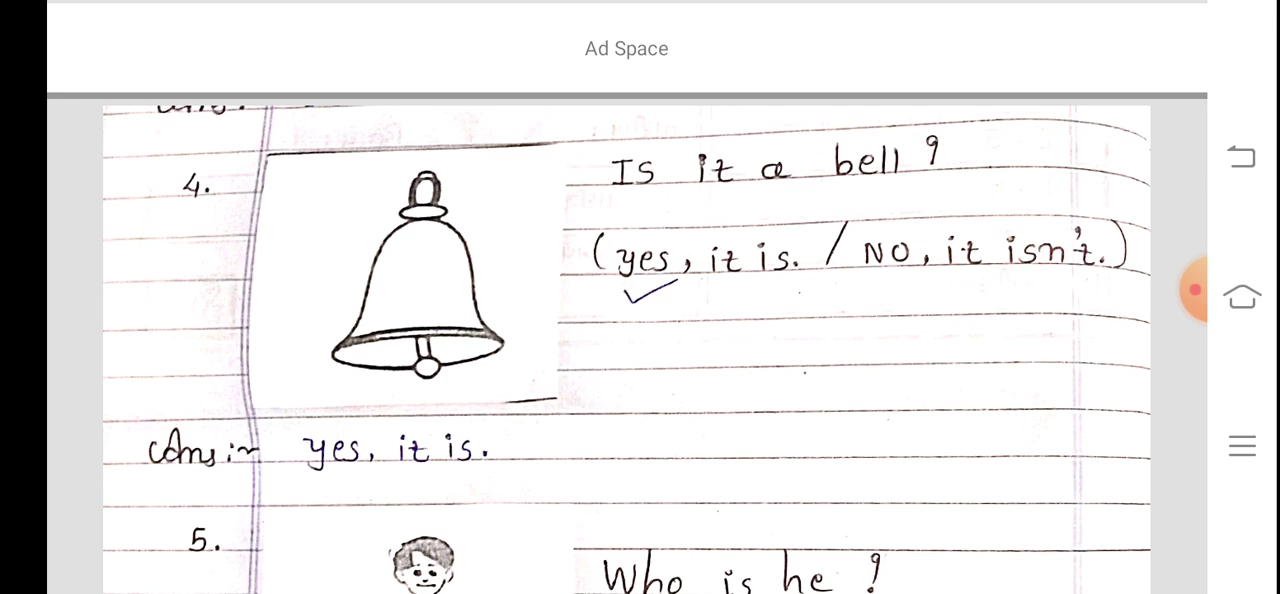 Ad Space
4.
Is it a bell ?
(yes, it is. / NO, it isn't.)
Ans :- yes, it is.
5.
Who is he ?